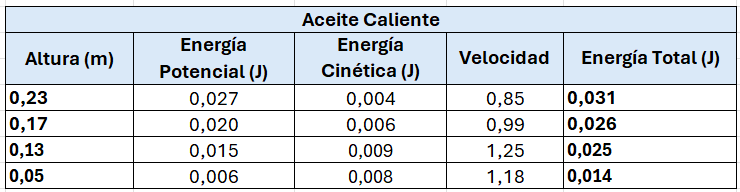 Aceite Caliente
Altura (m) Energía Potencial (J) Energía Cinética (J) Velocidad Energía Total (J)
0,23 0,027 0,004 0,85 0,031
0,17 0,020 0,006 0,99 0,026
0,13 0,015 0,009 1,25 0,025
0,05 0,006 0,008 1,18 0,014